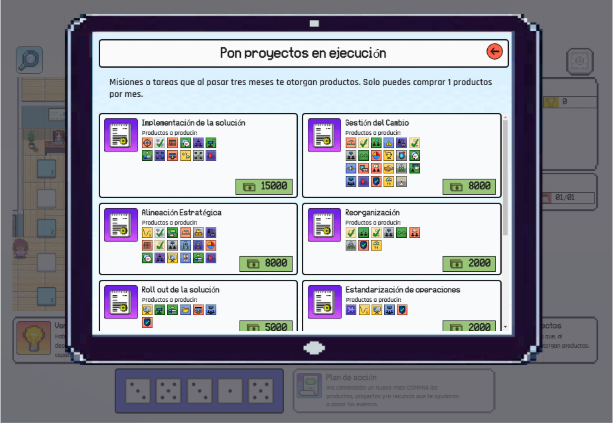 Pon proyectos en ejecución
Misiones o tareas que al pasar tres meses te otorgan productos. Solo puedes comprar 1 productos
por mes.
Implementación de la solución
Productos a producir:
15000
Gestión del Cambio
Productos a producir:
8000
Alineación Estratégica
Productos a producir:
8000
Reorganización
Productos a producir:
2000
Roll out de la solución
Productos a producir:
5000
Estandarización de operaciones
Productos a producir:
2000
0
01/01
Plan de acción